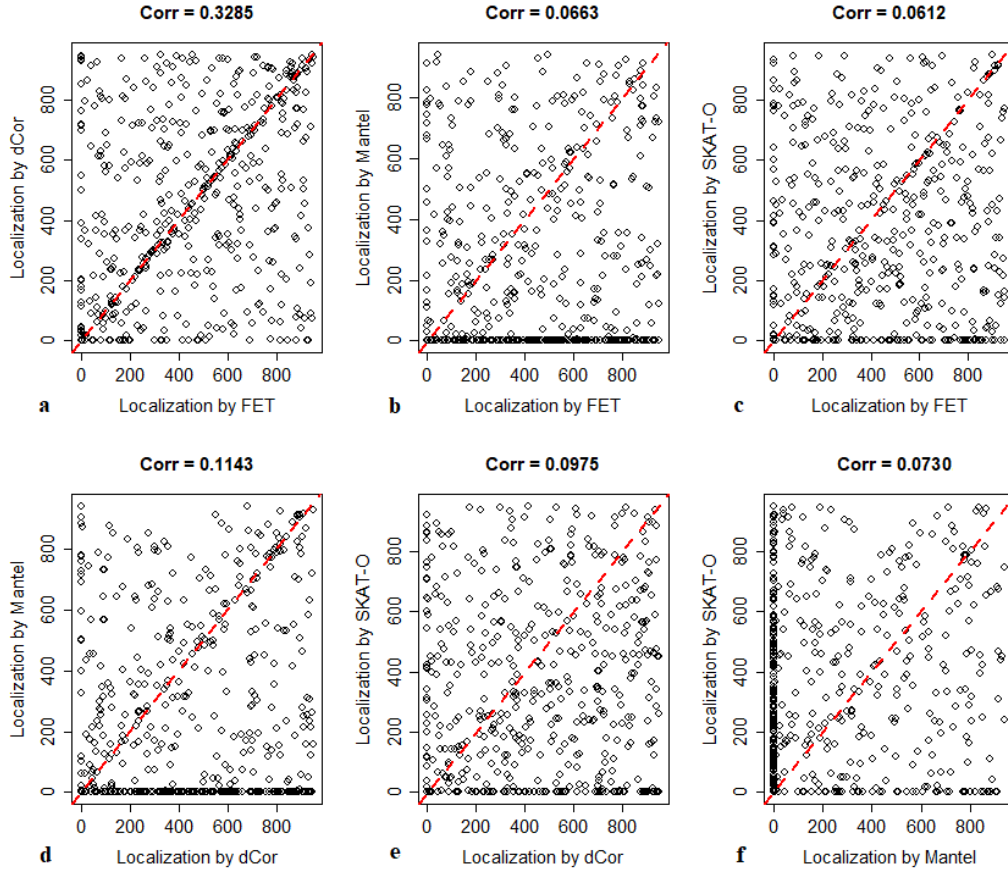 Corr = 0.3285
Corr = 0.0663
Corr = 0.0612
Localization by dCor
0 200 400 600 800
0 200 400 600 800
a
Localization by FET
Localization by Mantel
0 200 400 600 800
0 200 400 600 800
b
Localization by FET
Localization by SKAT-O
0 200 400 600 800
0 200 400 600 800
c
Localization by FET
Corr = 0.1143
Corr = 0.0975
Corr = 0.0730
Localization by Mantel
0 200 400 600 800
0 200 400 600 800
d
Localization by dCor
Localization by SKAT-O
0 200 400 600 800
0 200 400 600 800
e
Localization by dCor
Localization by SKAT-O
0 200 400 600 800
0 200 400 600 800
f
Localization by Mantel